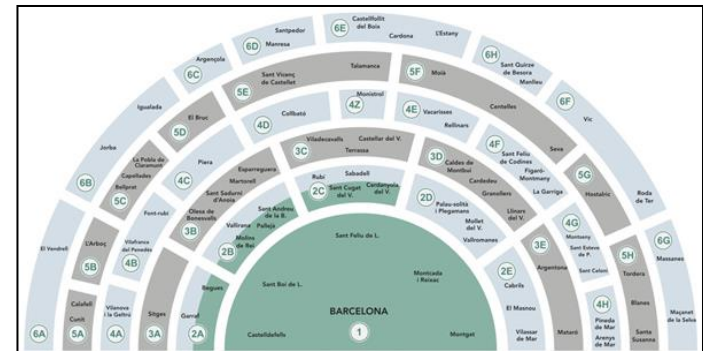 6E
Castellfollit
del Boix
Cardona
L'Estany
Santpedor
6D
Manresa
Argençola
6C
6H
Sant Quirze
de Besora
Manlleu
Talamanca
5F
Moià
Sant Vicenç
de Castellet
5E
Igualada
El Bruc
5D
Monistrol
4Z
4E
Vacarisses
Rellinars
Centelles
6F
Vic
Collbató
4D
Castellar del V.
Viladecavalls
Terrassa
3C
4F
Sant Feliu
de Codines
Seva
Jorba
La Pobla de
Claramunt
Capellades
5C
Bellprat
Piera
4C
Esparreguera
Martorell
Sant Sadurní
d'Anoia
3D
Caldes de
Montbui
Cardedeu
Granollers
Figaró-
Montmany
La Garriga
5G
Hostalric
6B
Rubí
Sabadell
2C
Sant Cugat
del V.
Cerdanyola
del V.
Font-rubí
Olesa de
Bonesvalls
3B
Sant Andreu
de la B.
Vallirana
Pallejà
Molins
de Rei
2B
2D
Palau-solità
i Plegamans
Mollet
del V.
Vallromanes
Llinars
del V.
Roda
de Ter
El Vendrell
L'Arboç
5B
Vilafranca
del Penedès
4B
Sant Feliu de L.
3E
Argentona
4G
Montseny
Sant Esteve
de P.
Sant Celoni
5H
Tordera
6G
Massanes
Begues
Sant Boi de L.
Montcada
i Reixac
2E
Cabrils
Calafell
Cunit
Vilanova
i la Geltrú
Sitges
Garraf
BARCELONA
El Masnou
4H
Pineda
de Mar
Blanes
Maçanet
de la Selva
6A
5A
4A
3A
2A
Castelldefels
1
Montgat
Vilassar
de Mar
Mataró
Arenys
de Mar
Santa
Susanna